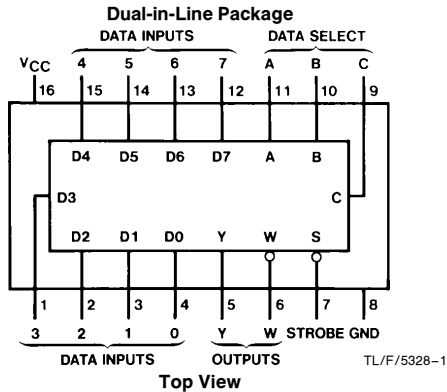 Dual-in-Line Package
DATA INPUTS DATA SELECT
VCC 4 5 6 7 A B C
16 15 14 13 12 11 10 9
D4 D5 D6 D7 A B
D3 C
D2 D1 D0 Y W S
1 2 3 4 5 6 7 8
3 2 1 0 Y W STROBE GND
DATA INPUTS OUTPUTS TL/F/5328-1
Top View